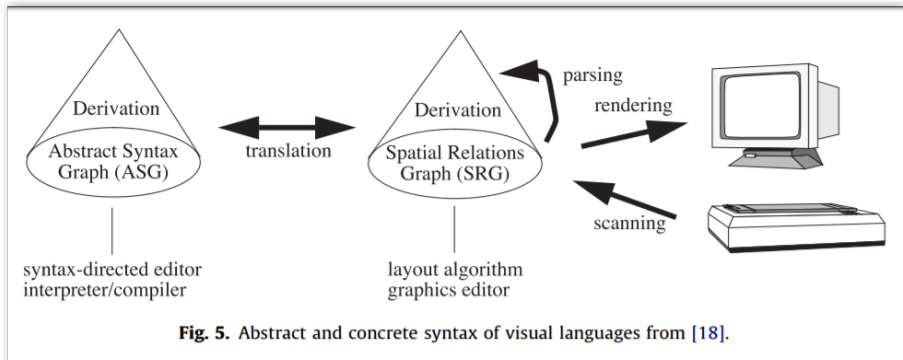 Derivation
Abstract Syntax
Graph (ASG)
syntax-directed editor
interpreter/compiler
translation
Derivation
Spatial Relations
Graph (SRG)
layout algorithm
graphics editor
parsing
rendering
scanning
Fig. 5. Abstract and concrete syntax of visual languages from [18].